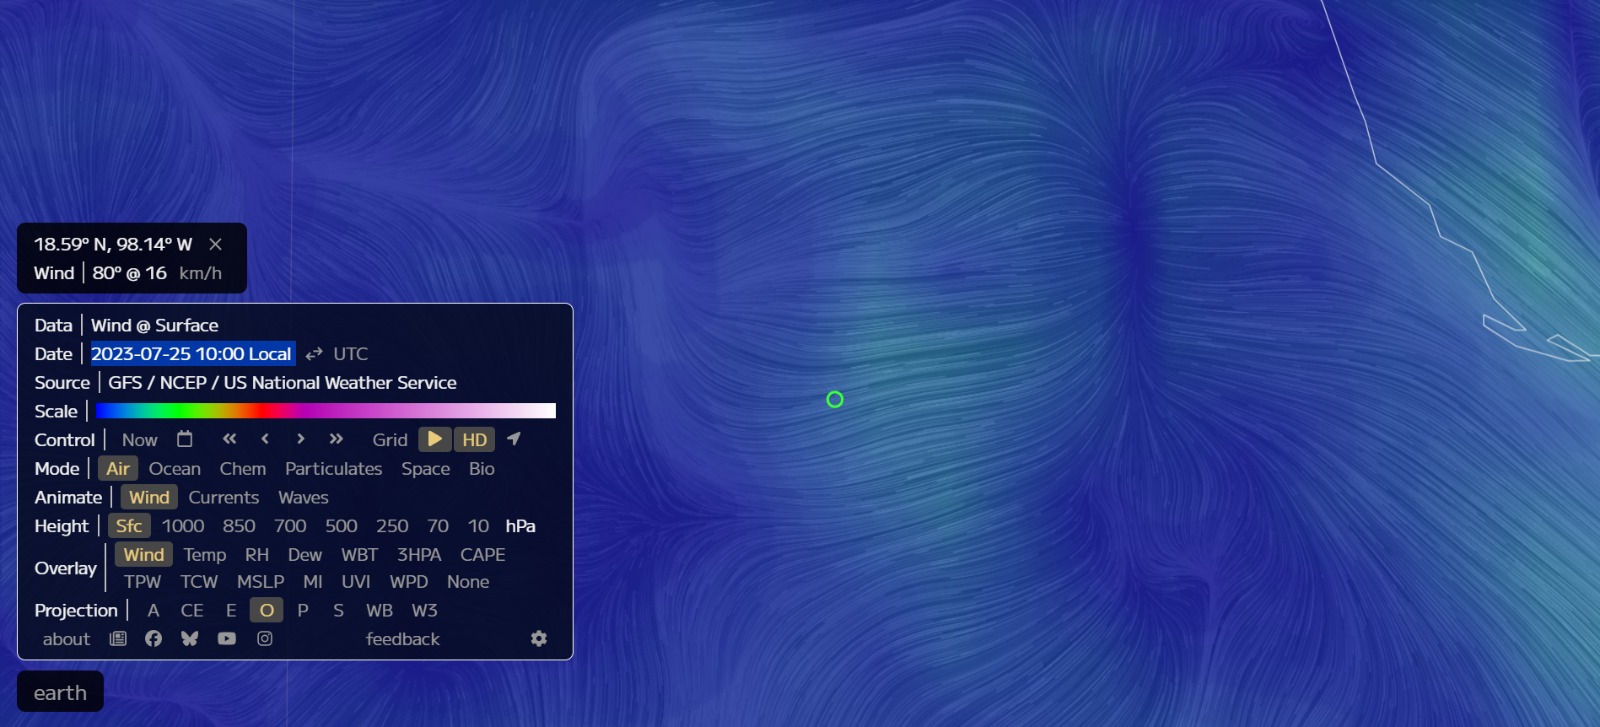 18.59° N, 98.14° W ×
Wind | 80° @ 16 km/h
Data | Wind @ Surface
Date | 2023-07-25 10:00 Local ⇄ UTC
Source | GFS / NCEP / US National Weather Service
Scale |
Control | Now « ‹ › » Grid HD
Mode | Air Ocean Chem Particulates Space Bio
Animate | Wind Currents Waves
Height | Sfc 1000 850 700 500 250 70 10 hPa
Overlay | Wind Temp RH Dew WBT 3HPA CAPE
TPW TCW MSLP MI UVI WPD None
Projection | A CE E O P S WB W3
about feedback
earth